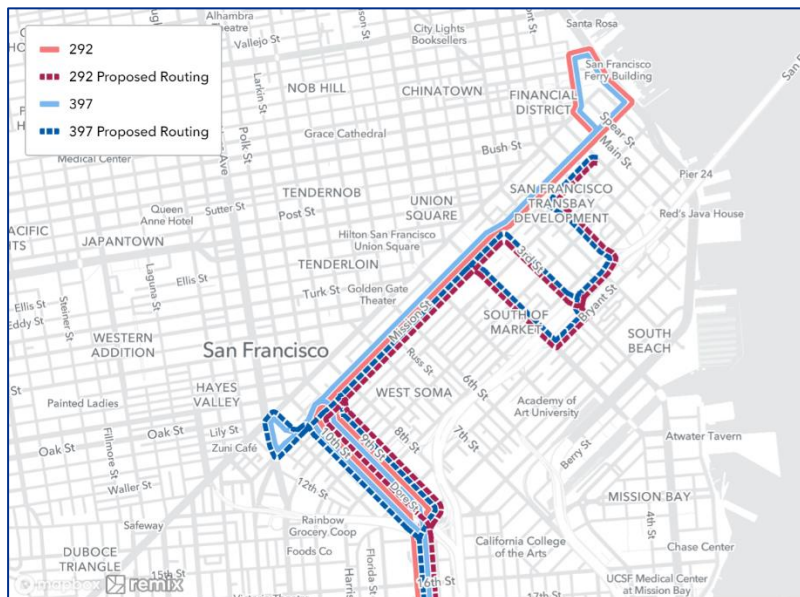 292
292 Proposed Routing
397
397 Proposed Routing
Alhambra
Theatre
Vallejo St
City Lights
Booksellers
Santa Rosa
San Francisco
Ferry Building
NOB HILL
CHINATOWN
FINANCIAL
DISTRICT
Larkin St
Polk St
Grace Cathedral
Medical Center
Bush St
Spear St
Main St
Pier 24
TENDERNOB
UNION
SQUARE
SAN FRANCISCO
TRANSBAY
DEVELOPMENT
Red's Java House
Queen
Anne Hotel
Sutter St
Post St
JAPANTOWN
Hilton San Francisco
Union Square
TENDERLOIN
3rd St
Laguna St
Ellis St
Turk St
Golden Gate
Theater
Mission St
Bryant St
Ellis St
Eddy St
Steiner St
SOUTH OF
MARKET
SOUTH
BEACH
WESTERN
ADDITION
San Francisco
Russ St
6th St
WEST SOMA
Academy of
Art University
HAYES
VALLEY
Painted Ladies
Oak St
Oak St
Lily St
Zuni Café
Fillmore St
10th St
9th St
8th St
7th St
Berry St
Atwater Tavern
Waller St
12th St
Dore St
MISSION BAY
4th St
Safeway
Rainbow
Grocery Coop
California College
of the Arts
Chase Center
DUBOCE
TRIANGLE
Foods Co
Florida St
15th St
16th St
17th St
UCSF Medical Center
at Mission Bay
mapbox
remix